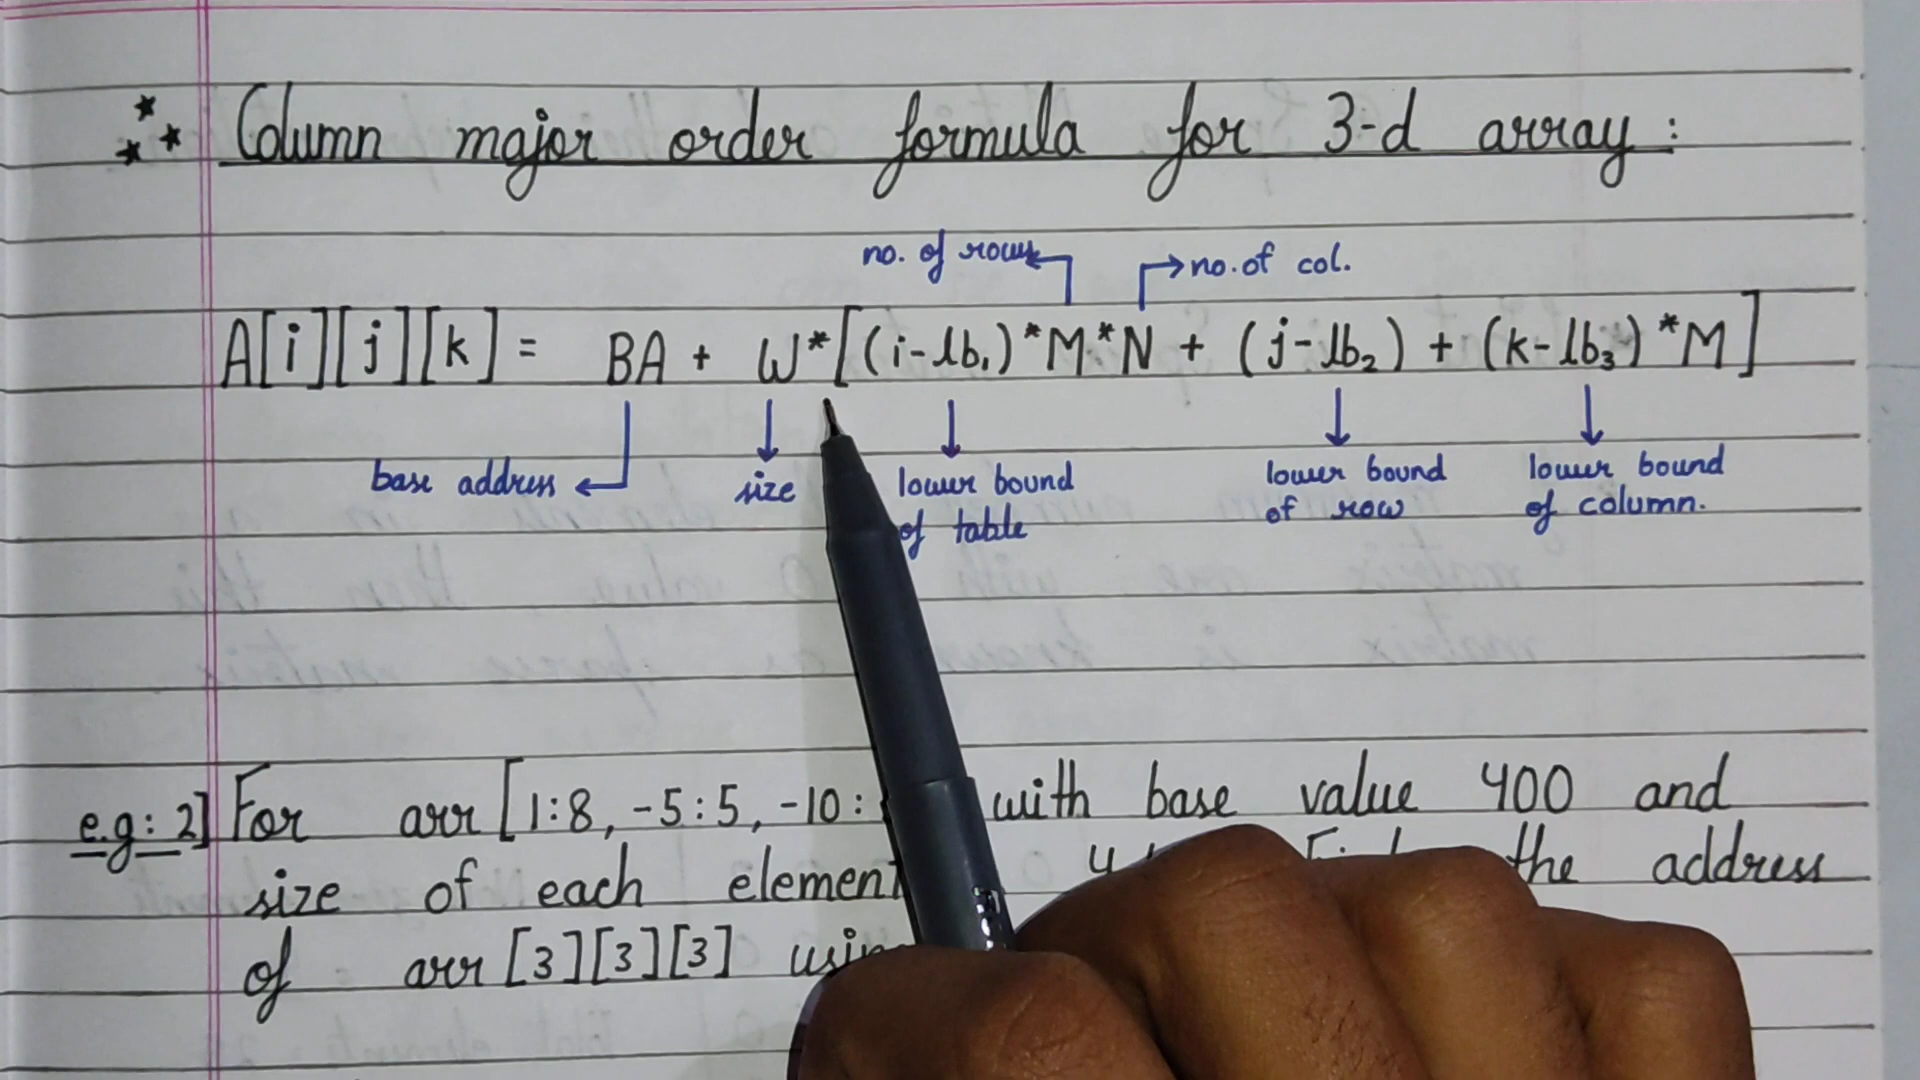 Column major order formula for 3-d array :
no. of rows no. of col.
A[i][j][k] = BA + W*[(i-lb₁)*M*N + (j-lb₂) + (k-lb₃)*M]
base address size lower bound of table lower bound of row lower bound of column.
e.g: 2] For arr [1:8, -5:5, -10: with base value 400 and
size of each element 4 the address
of arr [3][3][3]